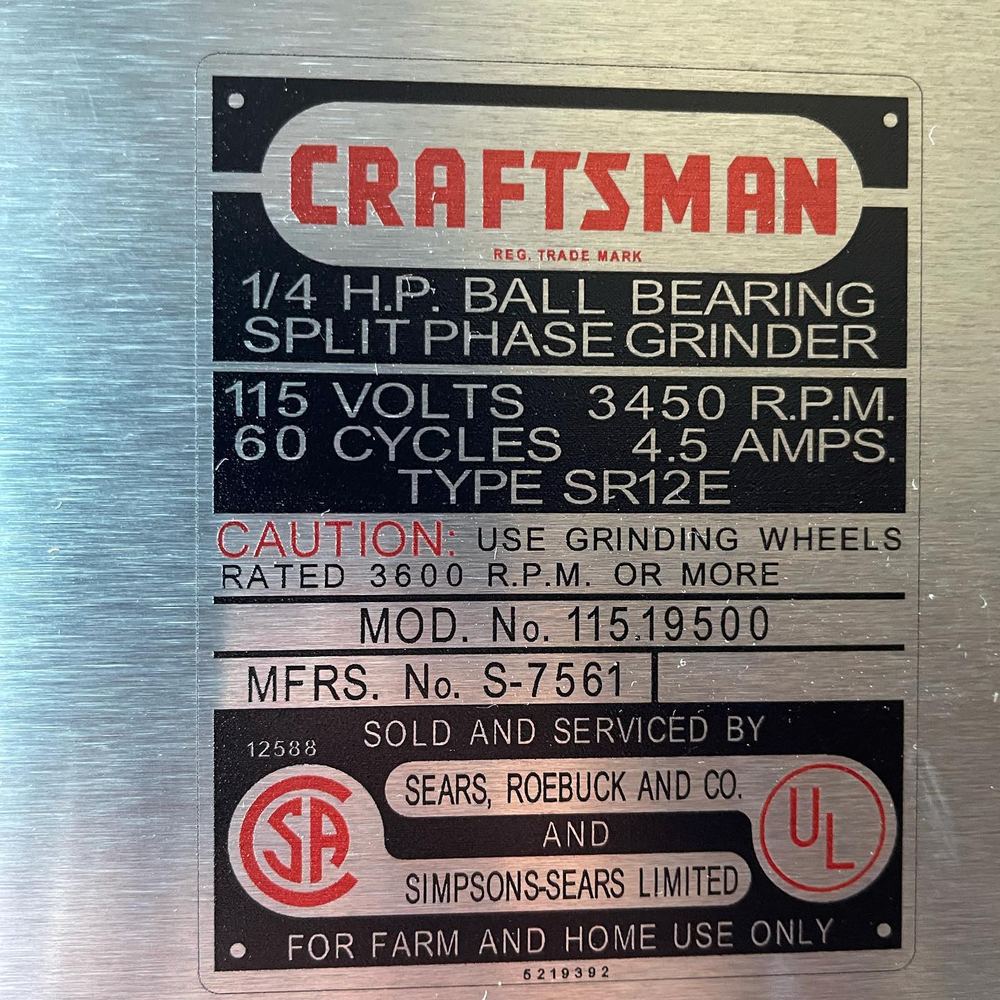 CRAFTSMAN
REG. TRADE MARK
1/4 H.P. BALL BEARING
SPLIT PHASE GRINDER
115 VOLTS 3450 R.P.M.
60 CYCLES 4.5 AMPS.
TYPE SR12E
CAUTION: USE GRINDING WHEELS
RATED 3600 R.P.M. OR MORE
MOD. No. 115.19500
MFRS. No. S-7561
SOLD AND SERVICED BY
12588
CSA
SEARS, ROEBUCK AND CO.
UL
AND
SIMPSONS-SEARS LIMITED
FOR FARM AND HOME USE ONLY
5219392